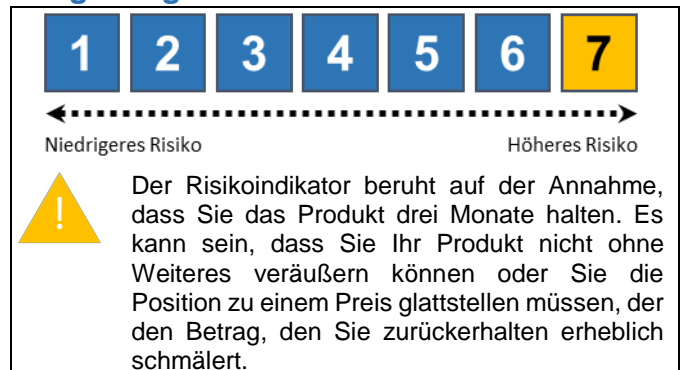 1 2 3 4 5 6 7
Niedrigeres Risiko Höheres Risiko
Der Risikoindikator beruht auf der Annahme,
dass Sie das Produkt drei Monate halten. Es
kann sein, dass Sie Ihr Produkt nicht ohne
Weiteres veräußern können oder Sie die
Position zu einem Preis glattstellen müssen, der
den Betrag, den Sie zurückerhalten erheblich
schmälert.